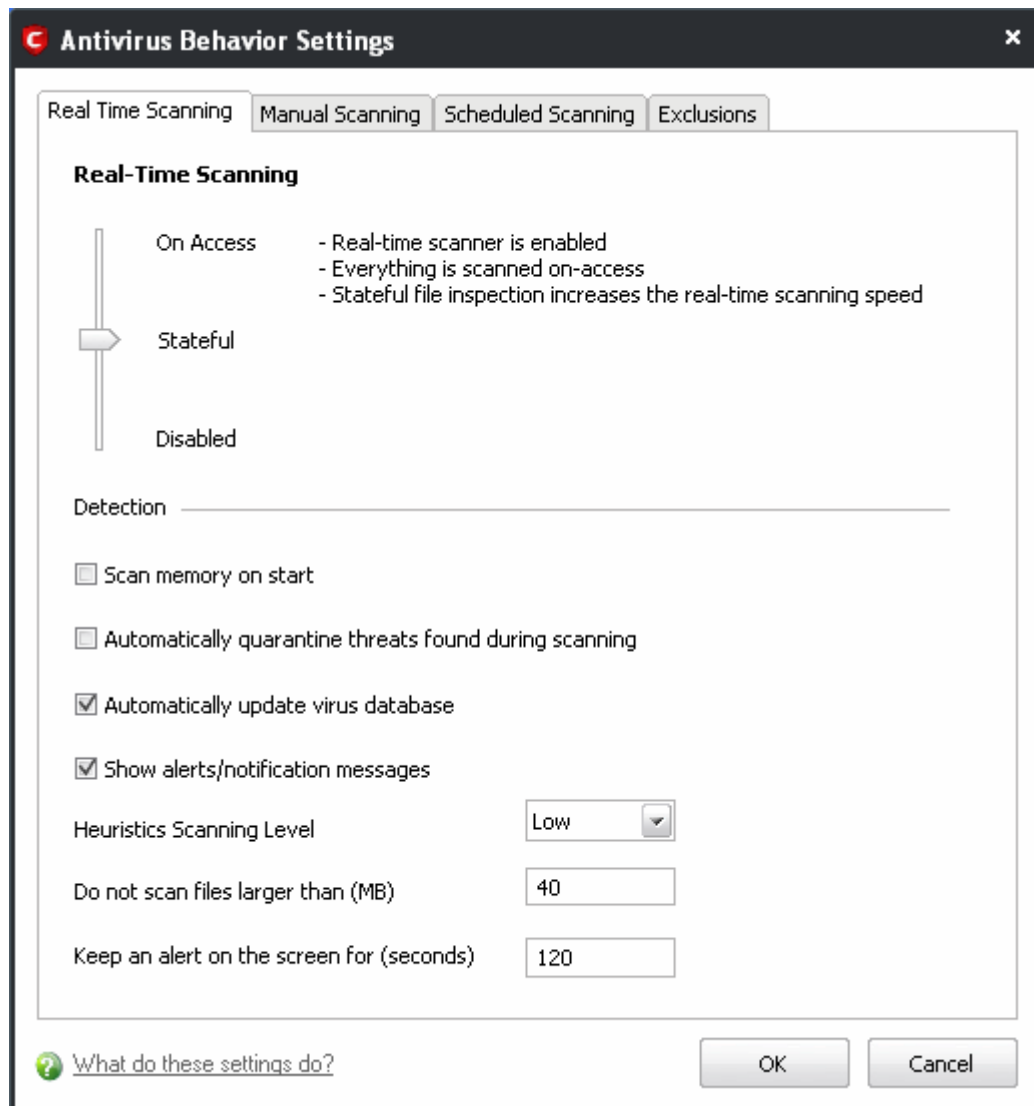 Antivirus Behavior Settings
Real Time Scanning
Manual Scanning
Scheduled Scanning
Exclusions
Real-Time Scanning
On Access
- Real-time scanner is enabled
- Everything is scanned on-access
- Stateful file inspection increases the real-time scanning speed
Stateful
Disabled
Detection
Scan memory on start
Automatically quarantine threats found during scanning
Automatically update virus database
Show alerts/notification messages
Heuristics Scanning Level
Low
Do not scan files larger than (MB)
40
Keep an alert on the screen for (seconds)
120
What do these settings do?
OK
Cancel